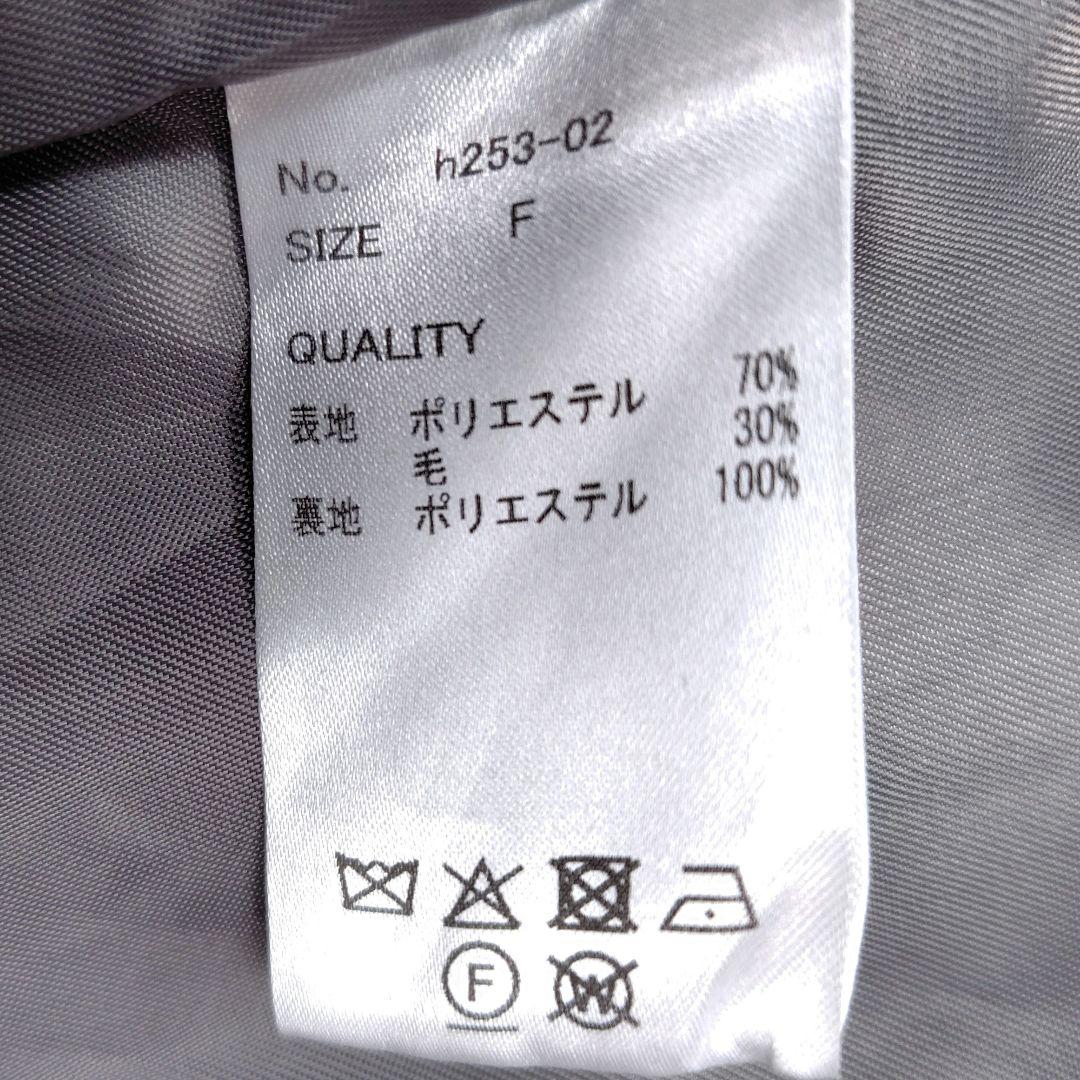 No. h253-02
SIZE F
QUALITY
表地 ポリエステル 70%
毛 30%
裏地 ポリエステル 100%
F W